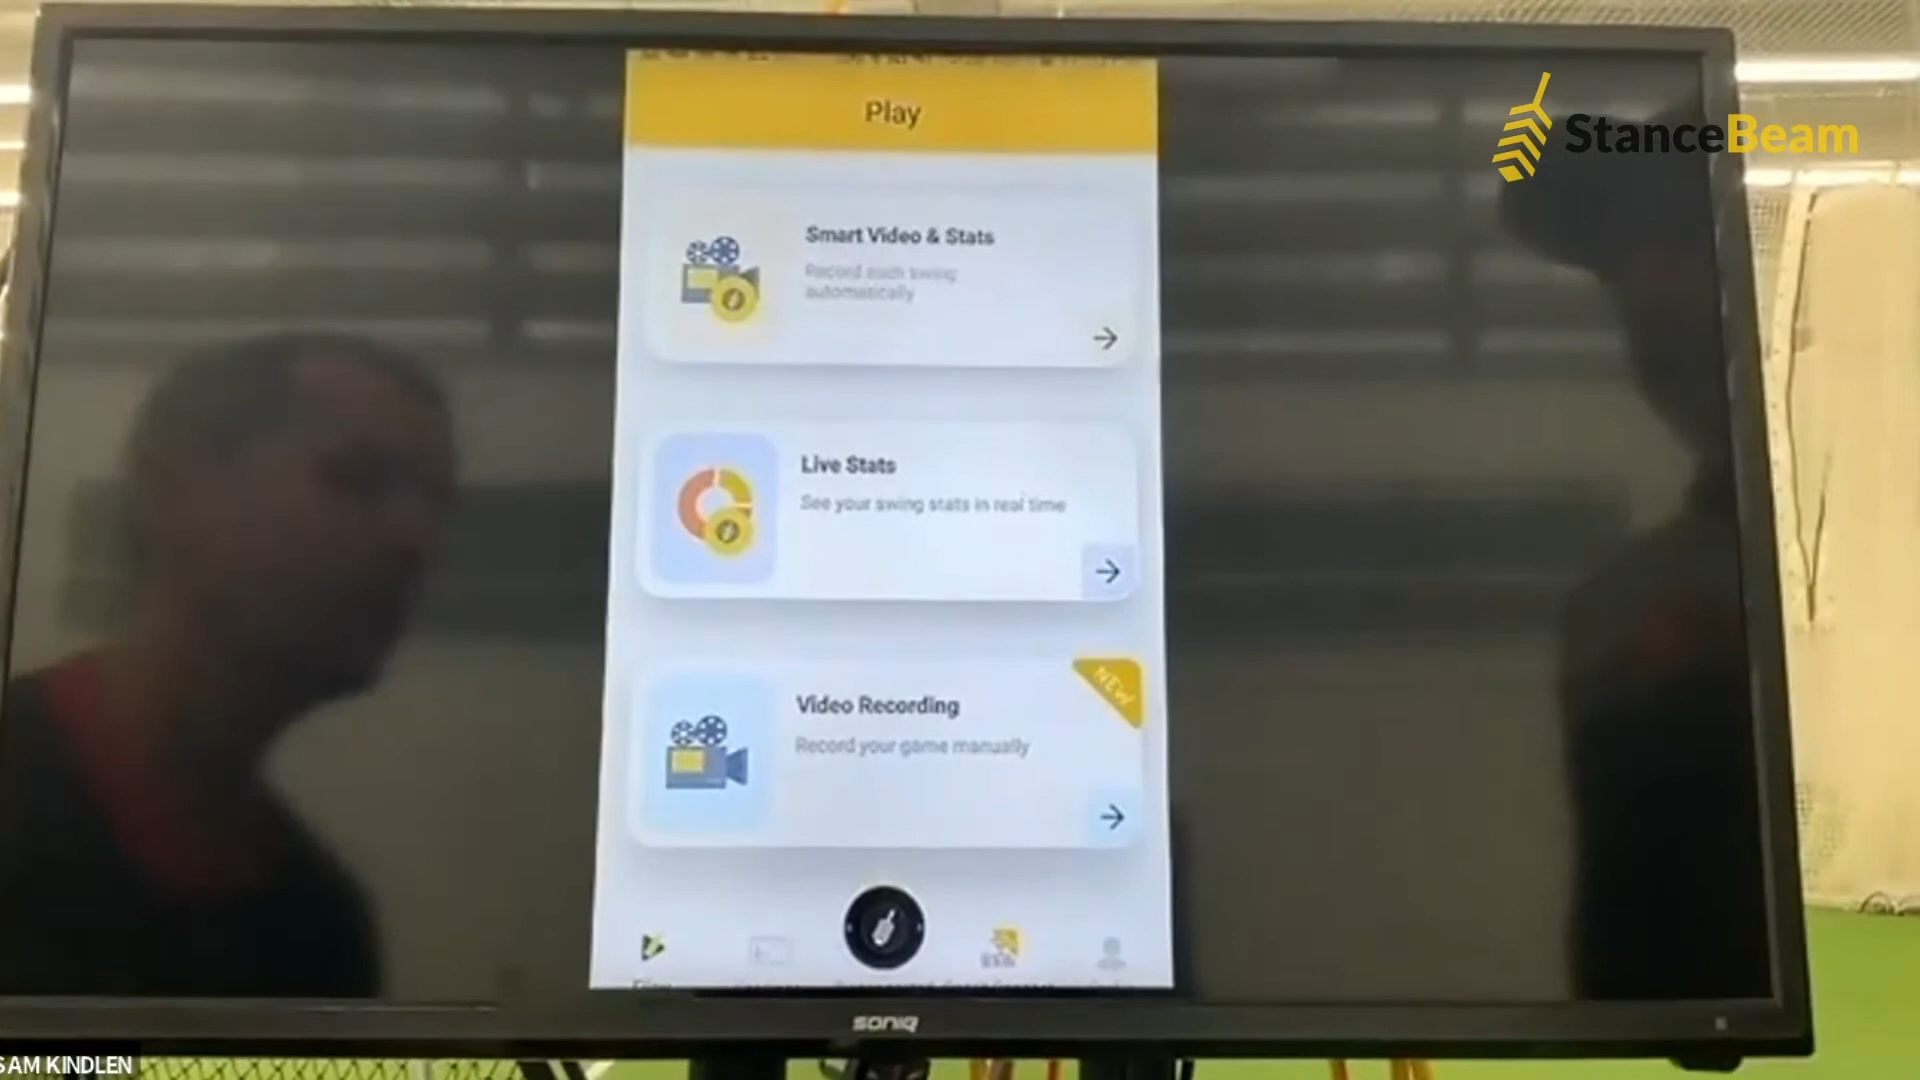 Play
StanceBeam
Smart Video & Stats
Record each swing
automatically
Live Stats
See your swing stats in real time
NEW
Video Recording
Record your game manually
SONIQ
SAM KINDLEN